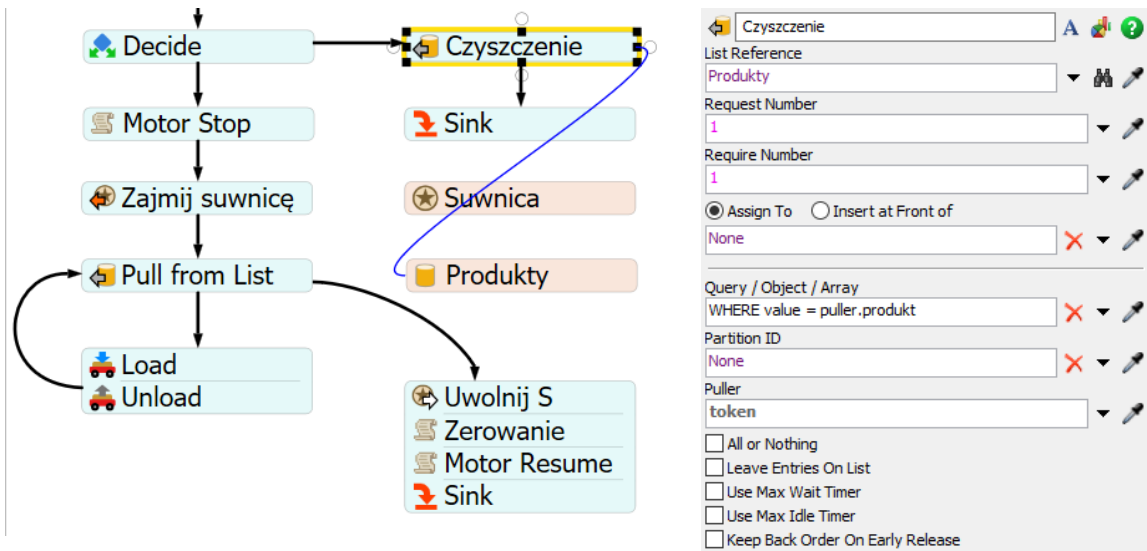 Decide
Czyszczenie
Motor Stop
Sink
Zajmij suwnicę
Suwnica
Pull from List
Produkty
Load
Unload
Uwolnij S
Zerowanie
Motor Resume
Sink
Czyszczenie
A
?
List Reference
Produkty
Request Number
1
Require Number
1
Assign To Insert at Front of
None
Query / Object / Array
WHERE value = puller.produkt
Partition ID
None
Puller
token
All or Nothing
Leave Entries On List
Use Max Wait Timer
Use Max Idle Timer
Keep Back Order On Early Release